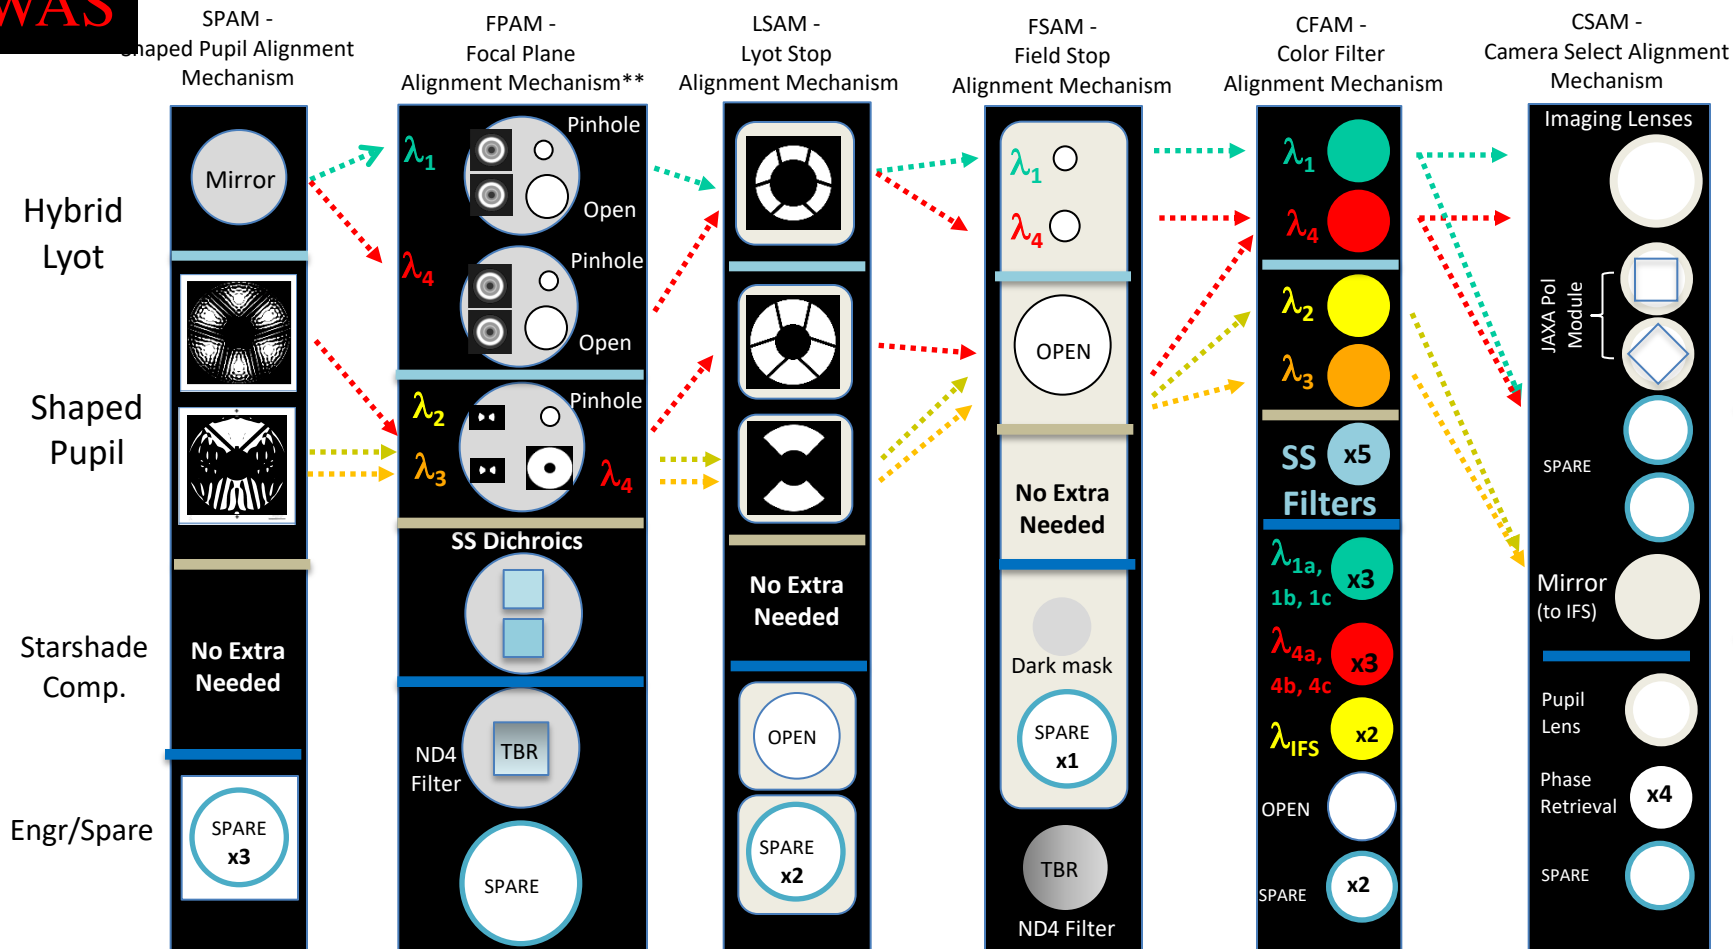 WAS
SPAM -
Shaped Pupil Alignment
Mechanism
FPAM -
Focal Plane
Alignment Mechanism**
LSAM -
Lyot Stop
Alignment Mechanism
FSAM -
Field Stop
Alignment Mechanism
CFAM -
Color Filter
Alignment Mechanism
CSAM -
Camera Select Alignment
Mechanism
Hybrid
Lyot
Shaped
Pupil
Starshade
Comp.
Engr/Spare
Mirror
No Extra
Needed
SPARE
x3
λ1
Pinhole
Open
λ4
Pinhole
Open
λ2
Pinhole
λ3
λ4
SS Dichroics
ND4
Filter
TBR
SPARE
No Extra
Needed
OPEN
SPARE
x2
λ1
λ4
OPEN
No Extra
Needed
Dark mask
SPARE
x1
TBR
ND4 Filter
λ1
λ4
λ2
λ3
SS
x5
Filters
λ1a,
1b, 1c
x3
λ4a,
4b, 4c
x3
λIFS
x2
OPEN
SPARE
x2
Imaging Lenses
JAXA Pol
Module
SPARE
Mirror
(to IFS)
Pupil
Lens
Phase
Retrieval
x4
SPARE